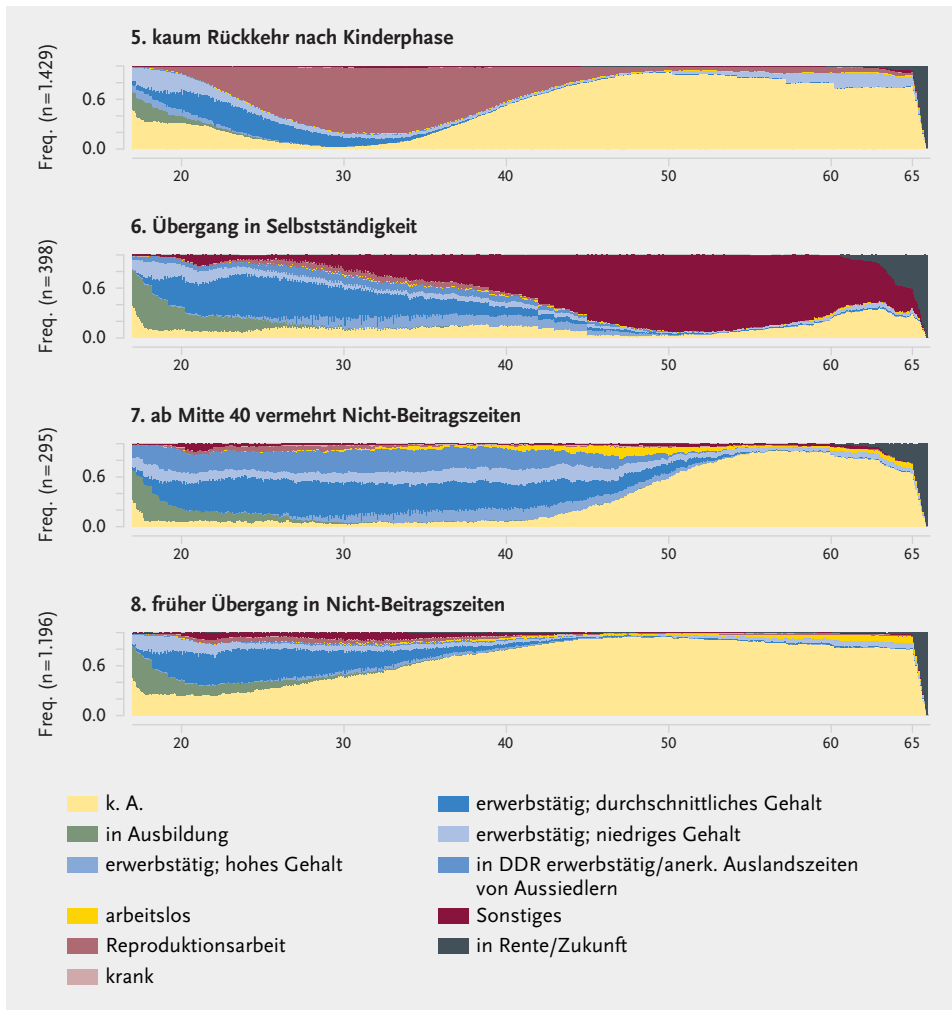 5. kaum Rückkehr nach Kinderphase
Freq. (n=1.429)
0.6
0.0
20 30 40 50 60 65
6. Übergang in Selbstständigkeit
Freq. (n=398)
0.6
0.0
20 30 40 50 60 65
7. ab Mitte 40 vermehrt Nicht-Beitragszeiten
Freq. (n=295)
0.6
0.0
20 30 40 50 60 65
8. früher Übergang in Nicht-Beitragszeiten
Freq. (n=1.196)
0.6
0.0
20 30 40 50 60 65
k. A.
in Ausbildung
erwerbstätig; hohes Gehalt
arbeitslos
Reproduktionsarbeit
krank
erwerbstätig; durchschnittliches Gehalt
erwerbstätig; niedriges Gehalt
in DDR erwerbstätig/anerk. Auslandszeiten
von Aussiedlern
Sonstiges
in Rente/Zukunft